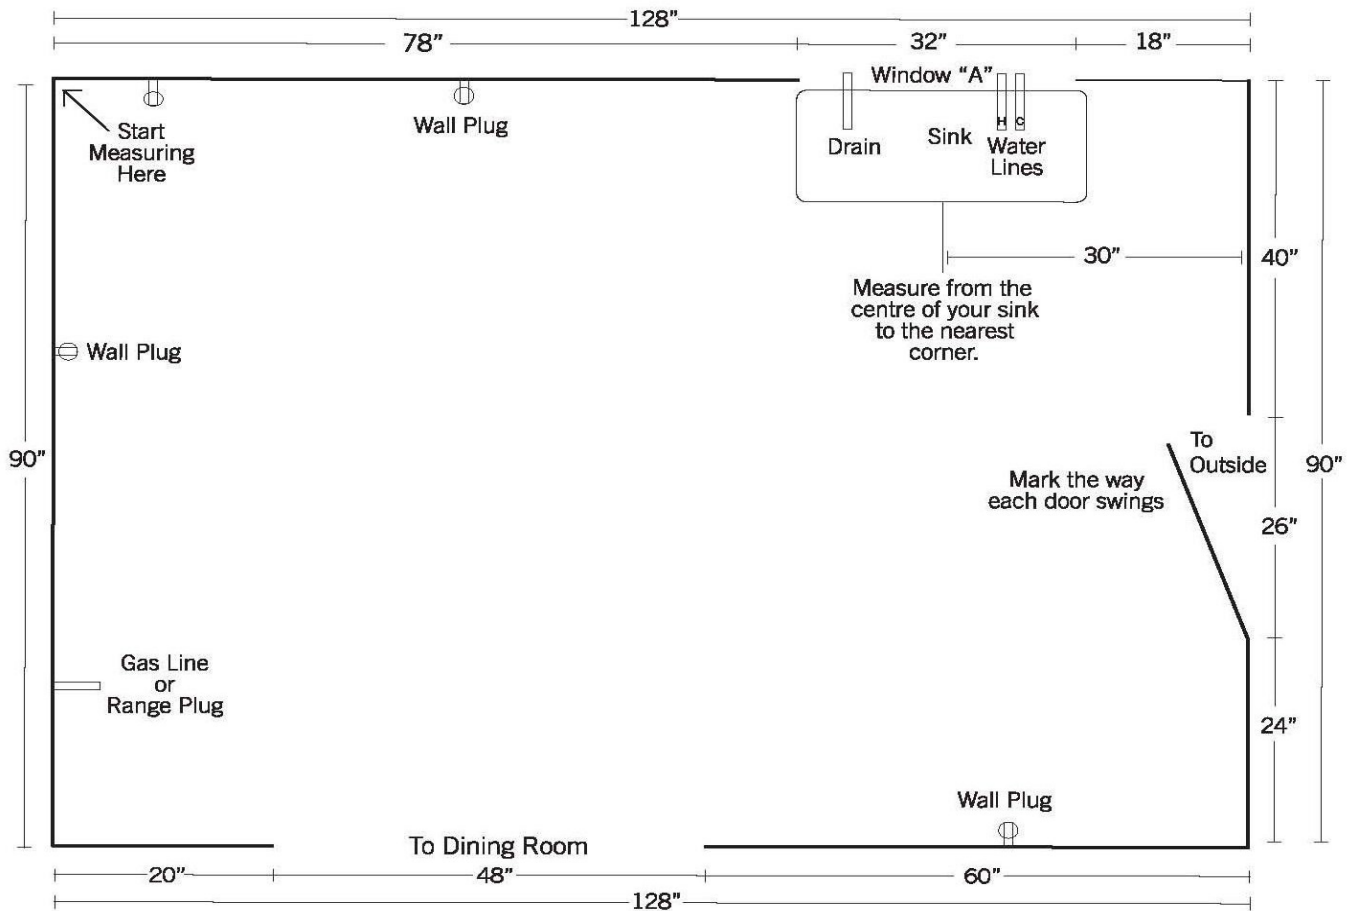 128”
78”
32”
18”
Window “A”
Start
Measuring
Here
Wall Plug
Drain
Sink
H
C
Water
Lines
30”
40”
Measure from the
centre of your sink
to the nearest
corner.
Wall Plug
90”
To
Outside
90”
Mark the way
each door swings
26”
Gas Line
or
Range Plug
24”
Wall Plug
To Dining Room
20”
48”
60”
128”